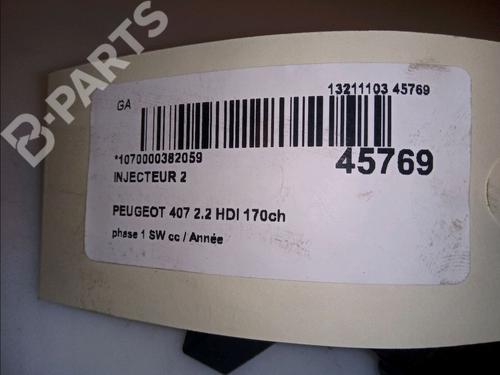 B-PARTS
GA
13211103 45769
*1070000382059
45769
INJECTEUR 2
PEUGEOT 407 2.2 HDI 170ch
phase 1 SW cc / Année